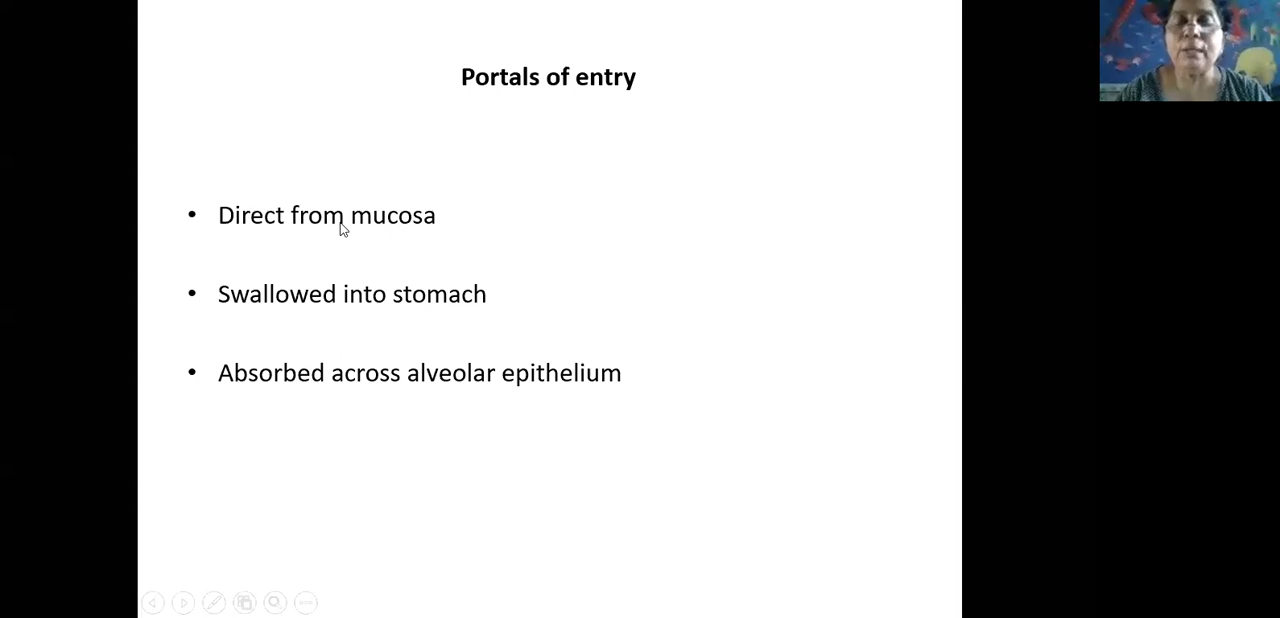 Portals of entry
• Direct from mucosa
• Swallowed into stomach
• Absorbed across alveolar epithelium